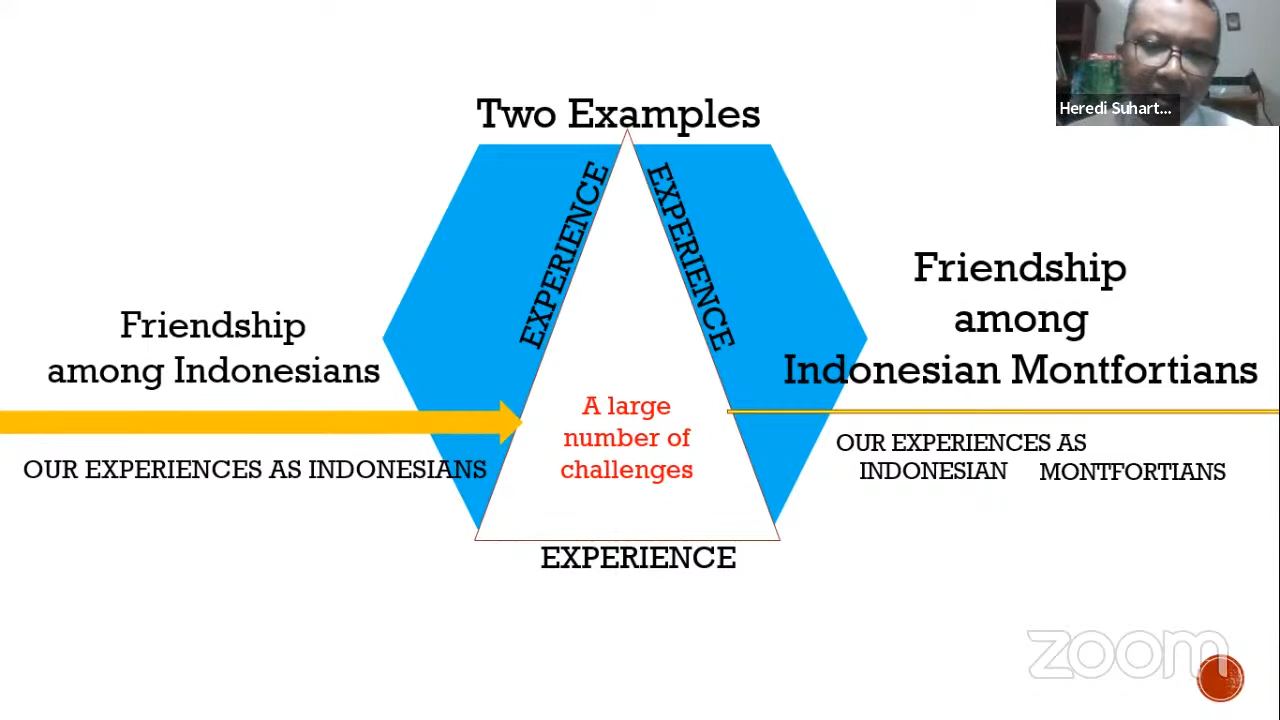 Heredi Suhart...
Two Examples
EXPERIENCE
EXPERIENCE
Friendship
among Indonesians
OUR EXPERIENCES AS INDONESIANS
A large
number of
challenges
EXPERIENCE
Friendship
among
Indonesian Montfortians
OUR EXPERIENCES AS
INDONESIAN MONTFORTIANS
zoom